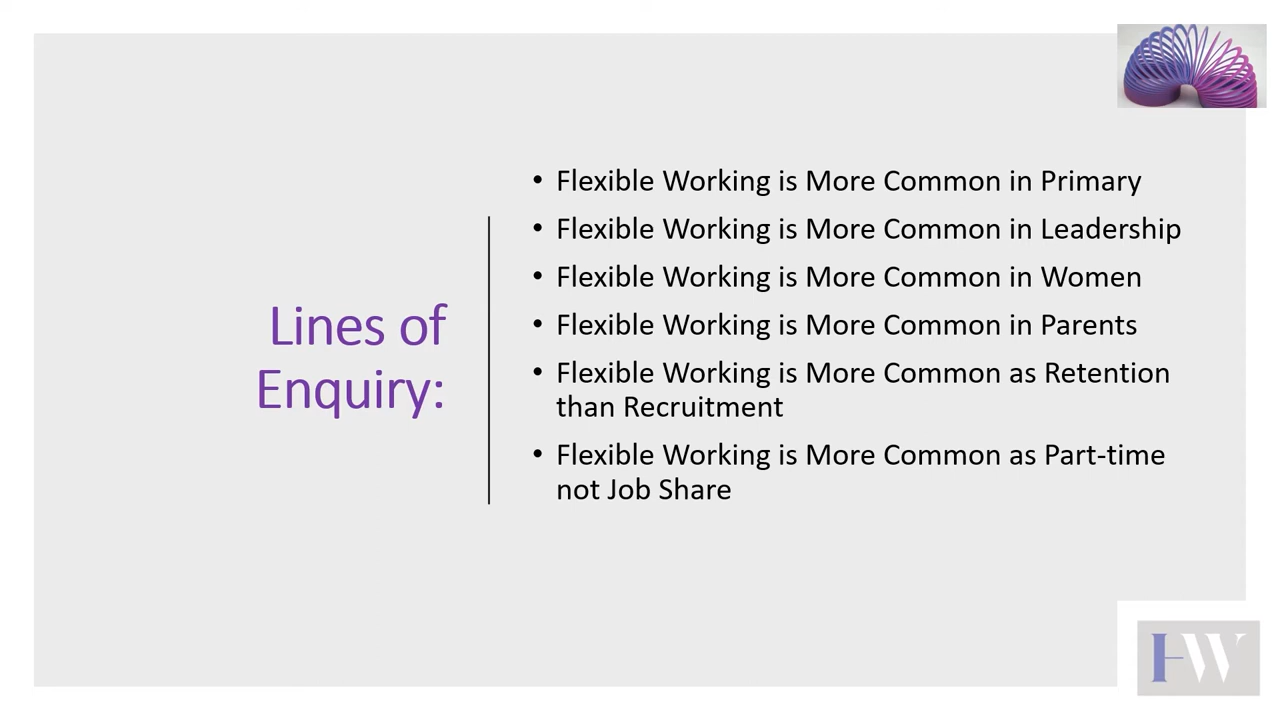 Lines of
Enquiry:
• Flexible Working is More Common in Primary
• Flexible Working is More Common in Leadership
• Flexible Working is More Common in Women
• Flexible Working is More Common in Parents
• Flexible Working is More Common as Retention
than Recruitment
• Flexible Working is More Common as Part-time
not Job Share
HW